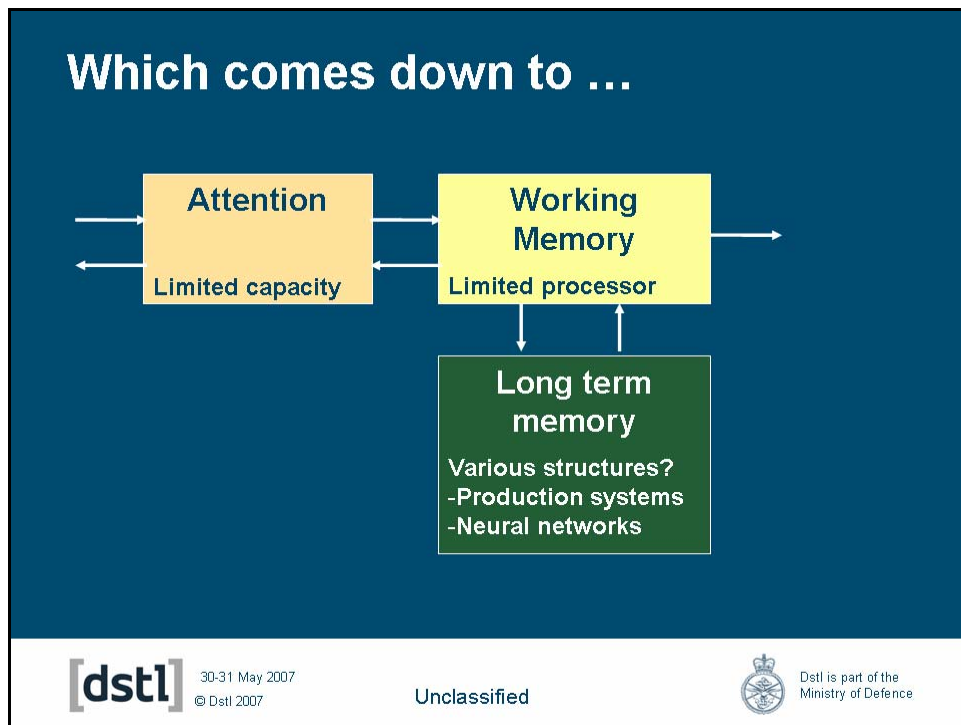 Which comes down to …
Attention
Limited capacity
Working
Memory
Limited processor
Long term
memory
Various structures?
-Production systems
-Neural networks
[dstl]
30-31 May 2007
© Dstl 2007
Unclassified
Dstl is part of the
Ministry of Defence